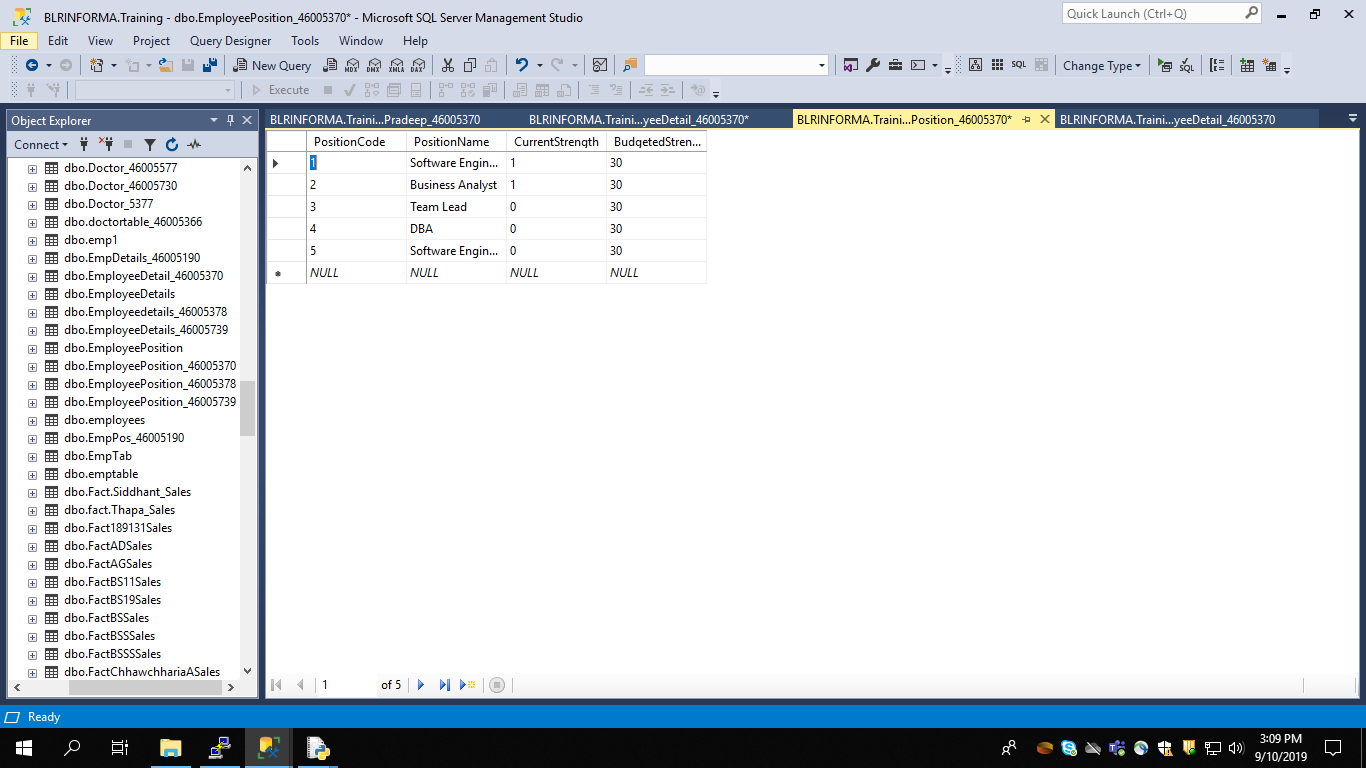 BLRINFORMA.Training - dbo.EmployeePosition_46005370* - Microsoft SQL Server Management Studio
Quick Launch (Ctrl+Q)
File Edit View Project Query Designer Tools Window Help
New Query MDX DMX XMLA DAX SQL Change Type SQL
Execute
Object Explorer
Connect
BLRINFORMA.Traini...Pradeep_46005370 BLRINFORMA.Traini...yeeDetail_46005370* BLRINFORMA.Traini...Position_46005370* BLRINFORMA.Traini...yeeDetail_46005370
PositionCode PositionName CurrentStrength BudgetedStren...
1 Software Engin... 1 30
2 Business Analyst 1 30
3 Team Lead 0 30
4 DBA 0 30
5 Software Engin... 0 30
NULL NULL NULL NULL
dbo.Doctor_46005577
dbo.Doctor_46005730
dbo.Doctor_5377
dbo.doctortable_46005366
dbo.emp1
dbo.EmpDetails_46005190
dbo.EmployeeDetail_46005370
dbo.EmployeeDetails
dbo.Employeedetails_46005378
dbo.EmployeeDetails_46005739
dbo.EmployeePosition
dbo.EmployeePosition_46005370
dbo.EmployeePosition_46005378
dbo.EmployeePosition_46005739
dbo.employees
dbo.EmpPos_46005190
dbo.EmpTab
dbo.emptable
dbo.Fact.Siddhant_Sales
dbo.fact.Thapa_Sales
dbo.Fact189131Sales
dbo.FactADSales
dbo.FactAGSales
dbo.FactBS11Sales
dbo.FactBS19Sales
dbo.FactBSSales
dbo.FactBSSSales
dbo.FactBSSSSales
dbo.FactChhawchhariaASales
1 of 5
Ready
3:09 PM
9/10/2019